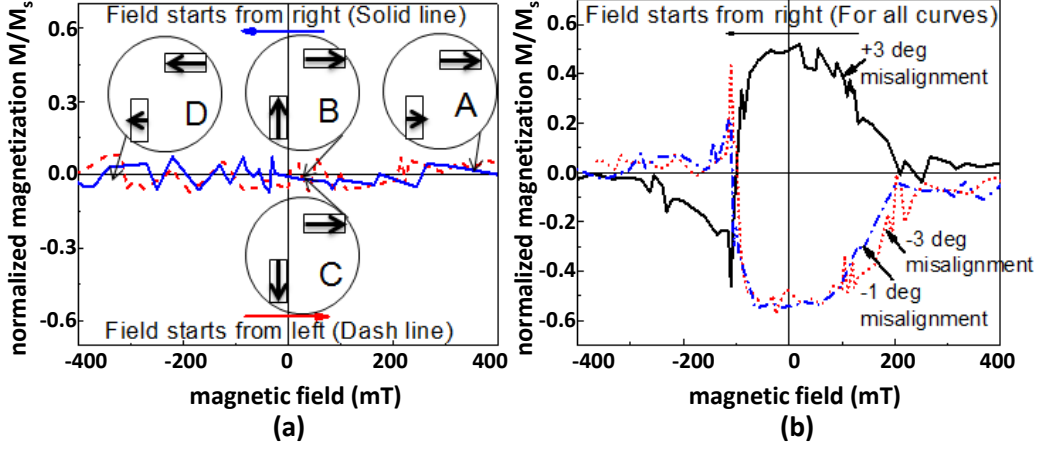 (a)
Field starts from right (Solid line)
normalized magnetization M/Ms
0.6
0.3
0.0
-0.3
-0.6
D
B
A
C
Field starts from left (Dash line)
-400
-200
0
200
400
magnetic field (mT)
(a)
(b)
Field starts from right (For all curves)
normalized magnetization M/Ms
0.6
0.4
0.2
0.0
-0.2
-0.4
-0.6
+3 deg
misalignment
-3 deg
misalignment
-1 deg
misalignment
-400
-200
0
200
400
magnetic field (mT)
(b)